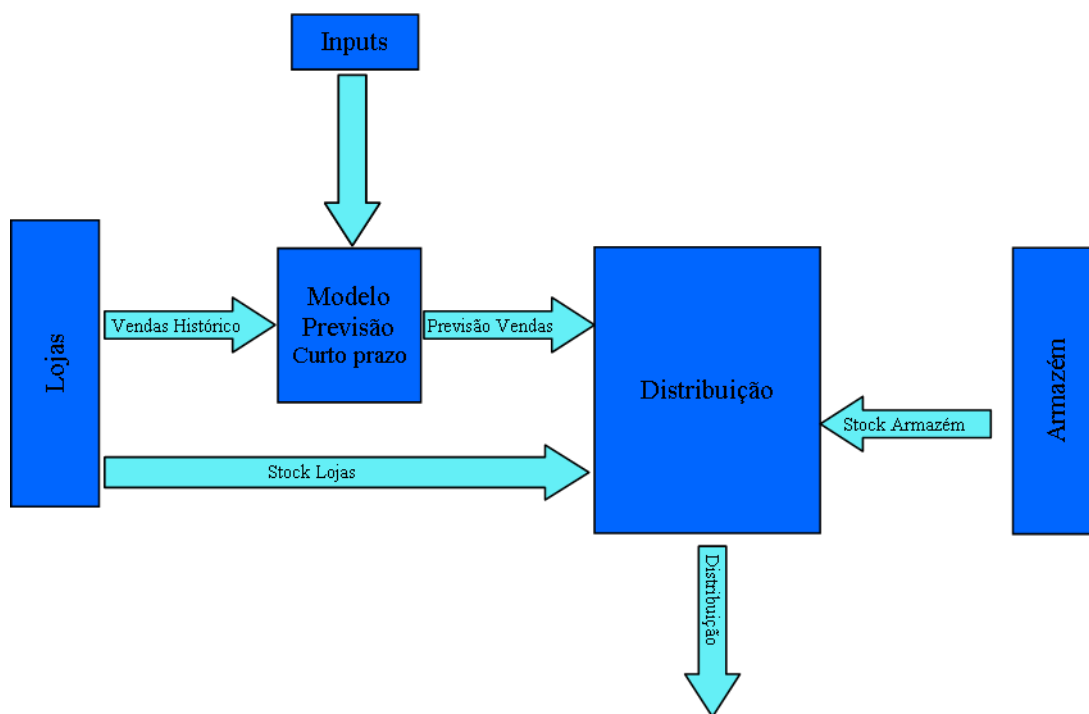 Inputs
Lojas
Vendas Histórico
Modelo
Previsão
Curto prazo
Previsão Vendas
Distribuição
Stock Armazém
Armazém
Stock Lojas
Distribuição